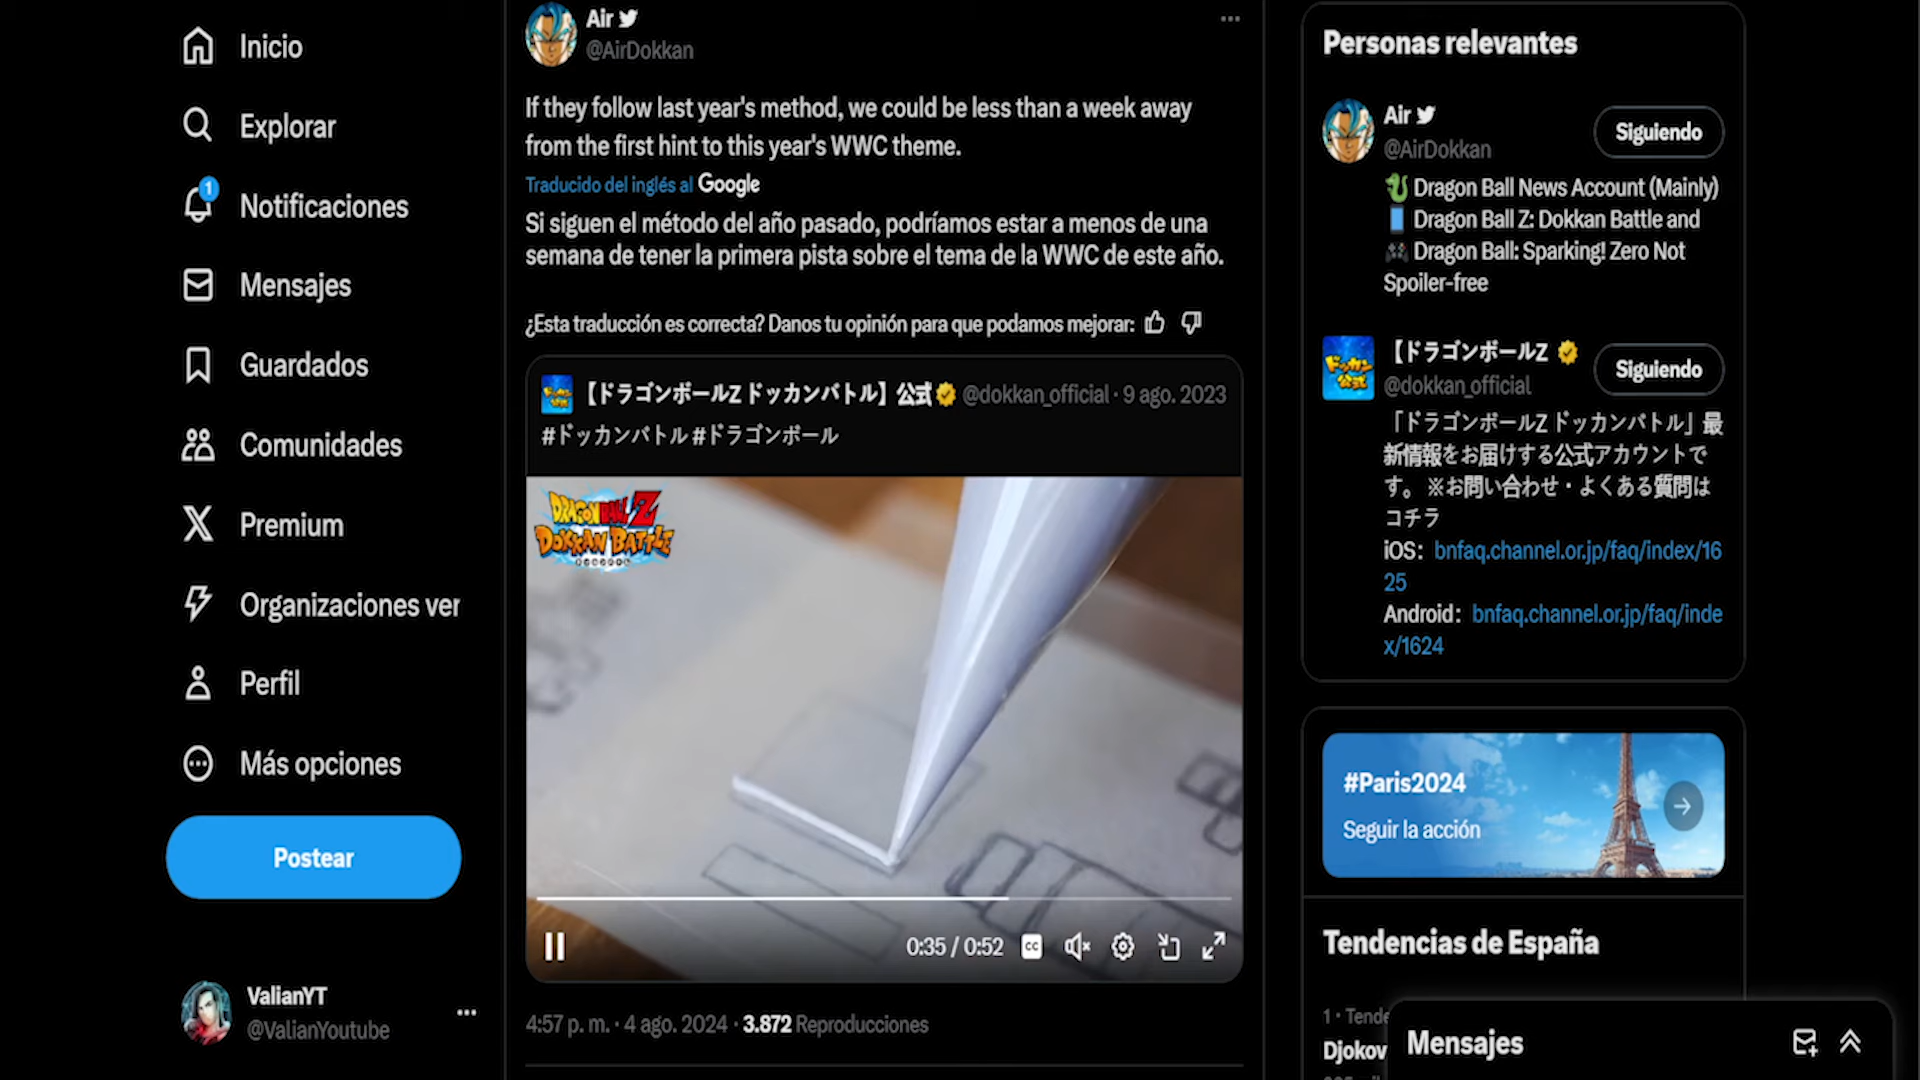 Inicio
Explorar
1
Notificaciones
Mensajes
Guardados
Comunidades
Premium
Organizaciones ver
Perfil
Más opciones
Postear
ValianYT
@ValianYoutube
Air
@AirDokkan
If they follow last year's method, we could be less than a week away
from the first hint to this year's WWC theme.
Traducido del inglés al Google
Si siguen el método del año pasado, podríamos estar a menos de una
semana de tener la primera pista sobre el tema de la WWC de este año.
¿Esta traducción es correcta? Danos tu opinión para que podamos mejorar:
【ドラゴンボールZ ドッカンバトル】公式 @dokkan_official · 9 ago. 2023
#ドッカンバトル #ドラゴンボール
DRAGON BALL Z
DOKKAN BATTLE
0:35 / 0:52
CC
4:57 p. m. · 4 ago. 2024 · 3.872 Reproducciones
Personas relevantes
Air
@AirDokkan
Siguiendo
Dragon Ball News Account (Mainly)
Dragon Ball Z: Dokkan Battle and
Dragon Ball: Sparking! Zero Not
Spoiler-free
【ドラゴンボールZ
@dokkan_official
Siguiendo
「ドラゴンボールZ ドッカンバトル」最
新情報をお届けする公式アカウントで
す。 ※お問い合わせ・よくある質問は
コチラ
iOS： bnfaq.channel.or.jp/faq/index/16
25
Android： bnfaq.channel.or.jp/faq/inde
x/1624
#Paris2024
Seguir la acción
Tendencias de España
1 · Tende
Djokov
Mensajes